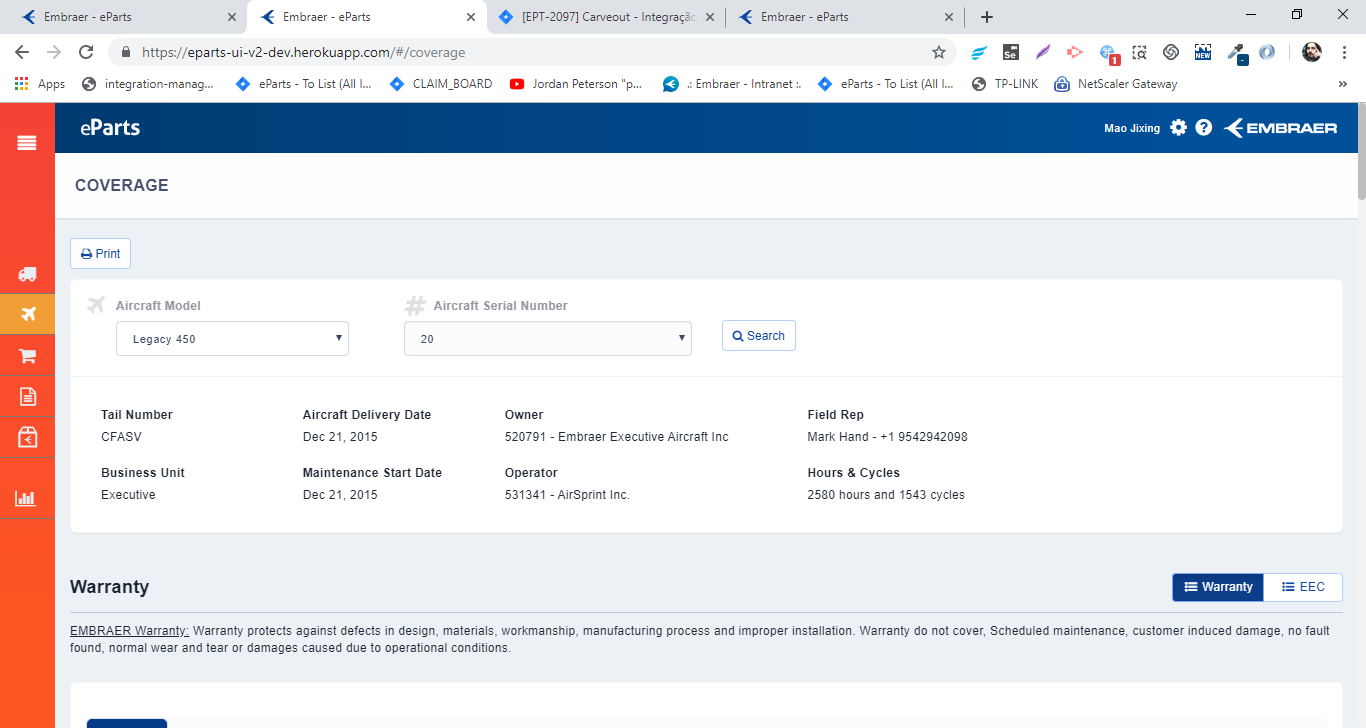 Embraer - eParts
Embraer - eParts
[EPT-2097] Carveout - Integração
Embraer - eParts
https://eparts-ui-v2-dev.herokuapp.com/#/coverage
Se
1
NEW
-
Apps
integration-manag...
eParts - To List (All I...
CLAIM_BOARD
Jordan Peterson "p...
.: Embraer - Intranet :.
eParts - To List (All I...
TP-LINK
NetScaler Gateway
»
eParts
Mao Jixing
EMBRAER
COVERAGE
Print
Aircraft Model
Aircraft Serial Number
Legacy 450
20
Search
Tail Number
Aircraft Delivery Date
Owner
Field Rep
CFASV
Dec 21, 2015
520791 - Embraer Executive Aircraft Inc
Mark Hand - +1 9542942098
Business Unit
Maintenance Start Date
Operator
Hours & Cycles
Executive
Dec 21, 2015
531341 - AirSprint Inc.
2580 hours and 1543 cycles
Warranty
Warranty
EEC
EMBRAER Warranty: Warranty protects against defects in design, materials, workmanship, manufacturing process and improper installation. Warranty do not cover, Scheduled maintenance, customer induced damage, no fault
found, normal wear and tear or damages caused due to operational conditions.